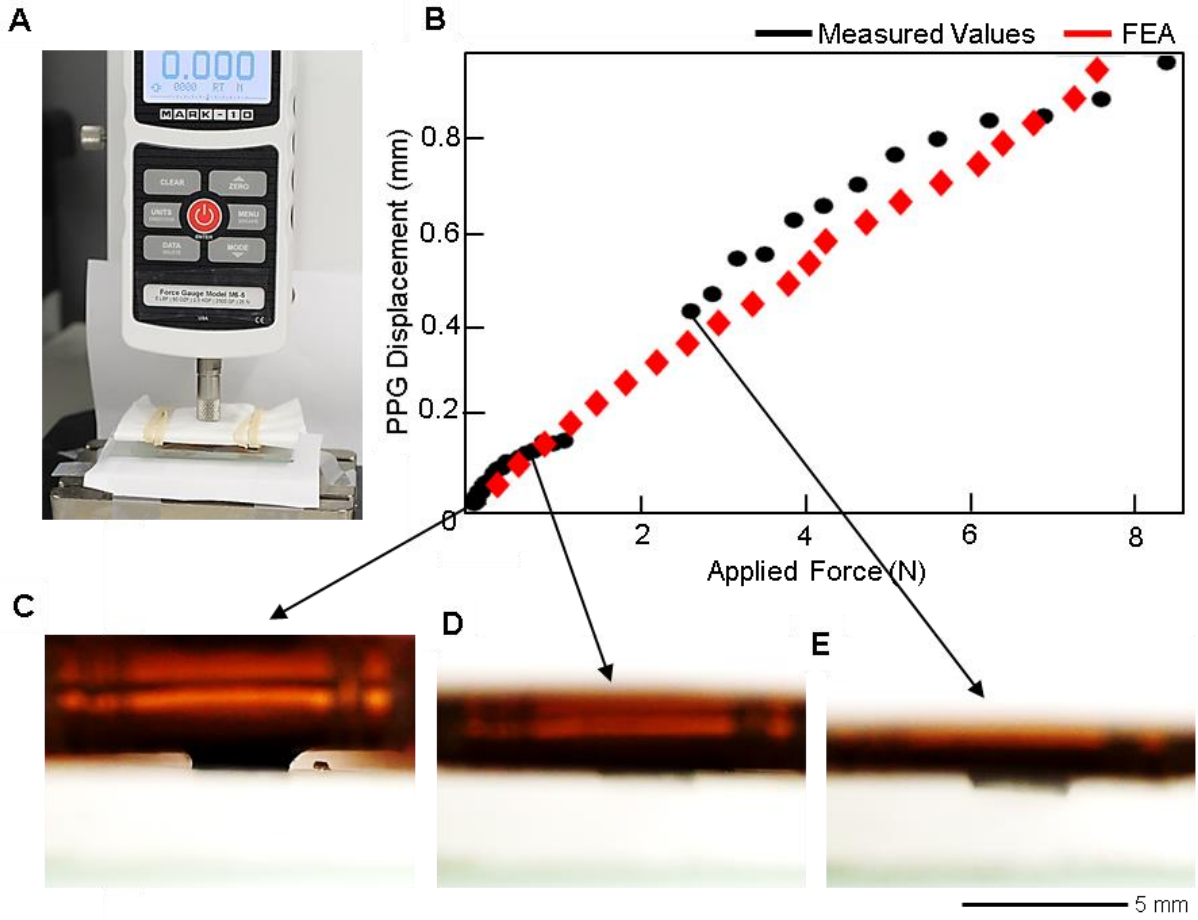 A
B
Measured Values
FEA
0.000
0000 RT N
MARK-10
CLEAR
ZERO
UNITS
MENU
ENTER
DATA
MODE
Force Gauge Model M5-5
USA
CE
PPG Displacement (mm)
0.8
0.6
0.4
0.2
0
2
4
6
8
Applied Force (N)
C
D
E
5 mm